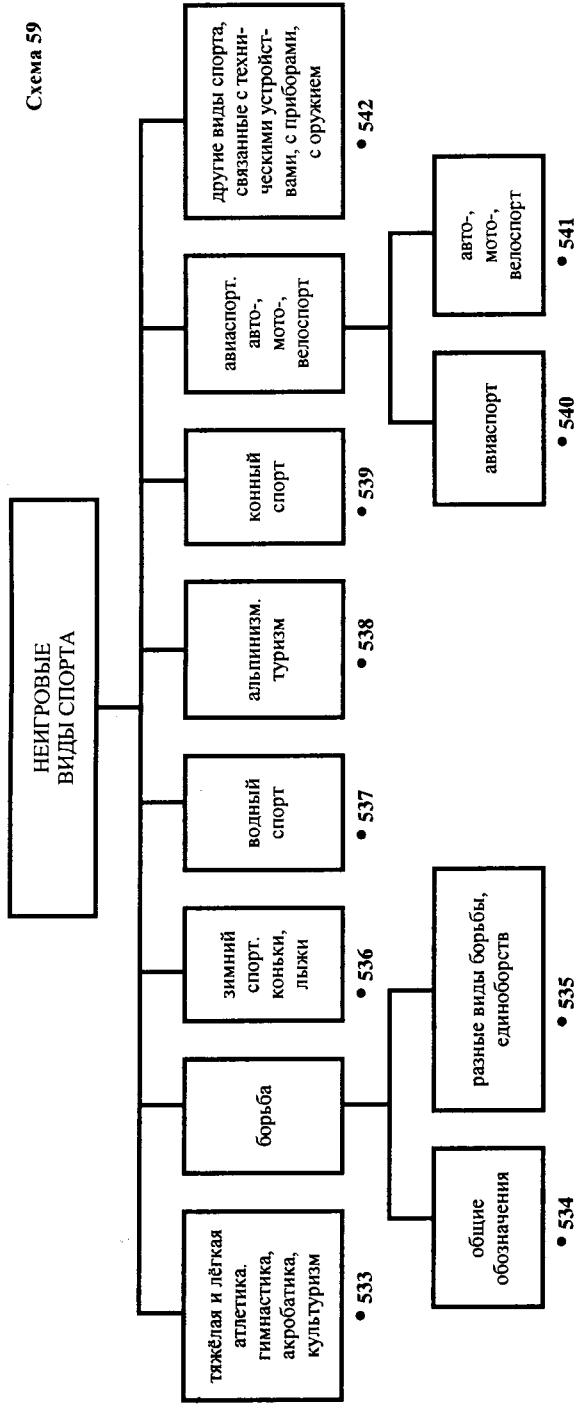 Схема 59
НЕИГРОВЫЕ
ВИДЫ СПОРТА
тяжёлая и лёгкая
атлетика.
гимнастика,
акробатика,
культуризм
• 533
борьба
зимний
спорт.
коньки,
лыжи
• 536
водный
спорт
• 537
альпинизм.
туризм
• 538
конный
спорт
• 539
авиаспорт.
авто-,
мото-,
велоспорт
другие виды спорта,
связанные с техни-
ческими устройст-
вами, с приборами,
с оружием
• 542
общие
обозначения
• 534
разные виды борьбы,
единоборств
• 535
авиаспорт
• 540
авто-,
мото-,
велоспорт
• 541